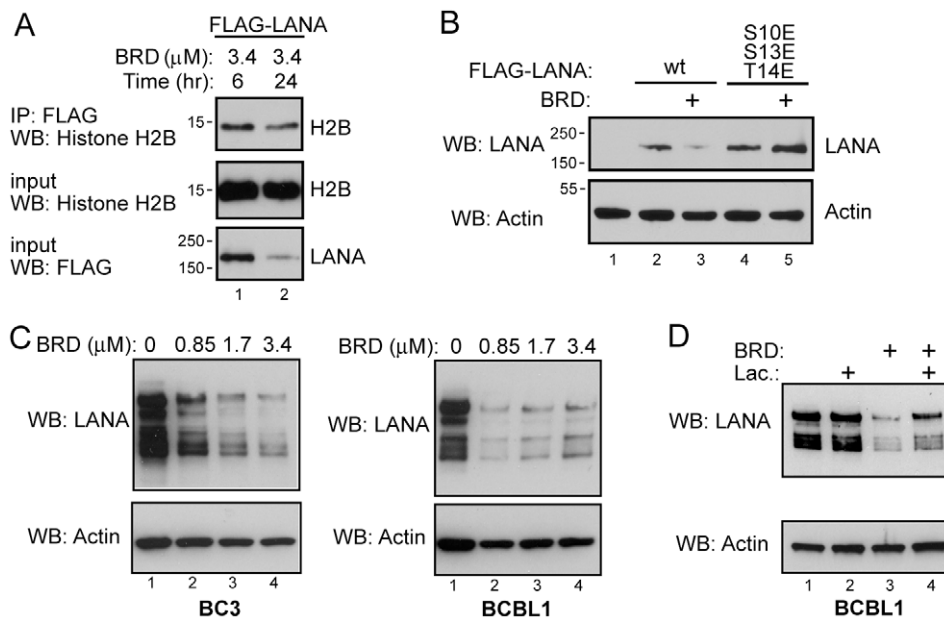 A
FLAG-LANA
BRD (μM): 3.4 3.4
Time (hr): 6 24
IP: FLAG
WB: Histone H2B
15
H2B
input
WB: Histone H2B
15
H2B
input
WB: FLAG
250
150
LANA
1 2
B
FLAG-LANA: wt S10E S13E T14E
BRD: + +
WB: LANA
250
150
LANA
55
WB: Actin
Actin
1 2 3 4 5
C
BRD (μM): 0 0.85 1.7 3.4
WB: LANA
WB: Actin
1 2 3 4
BC3
BRD (μM): 0 0.85 1.7 3.4
WB: LANA
WB: Actin
1 2 3 4
BCBL1
D
BRD: + +
Lac.: + +
WB: LANA
WB: Actin
1 2 3 4
BCBL1